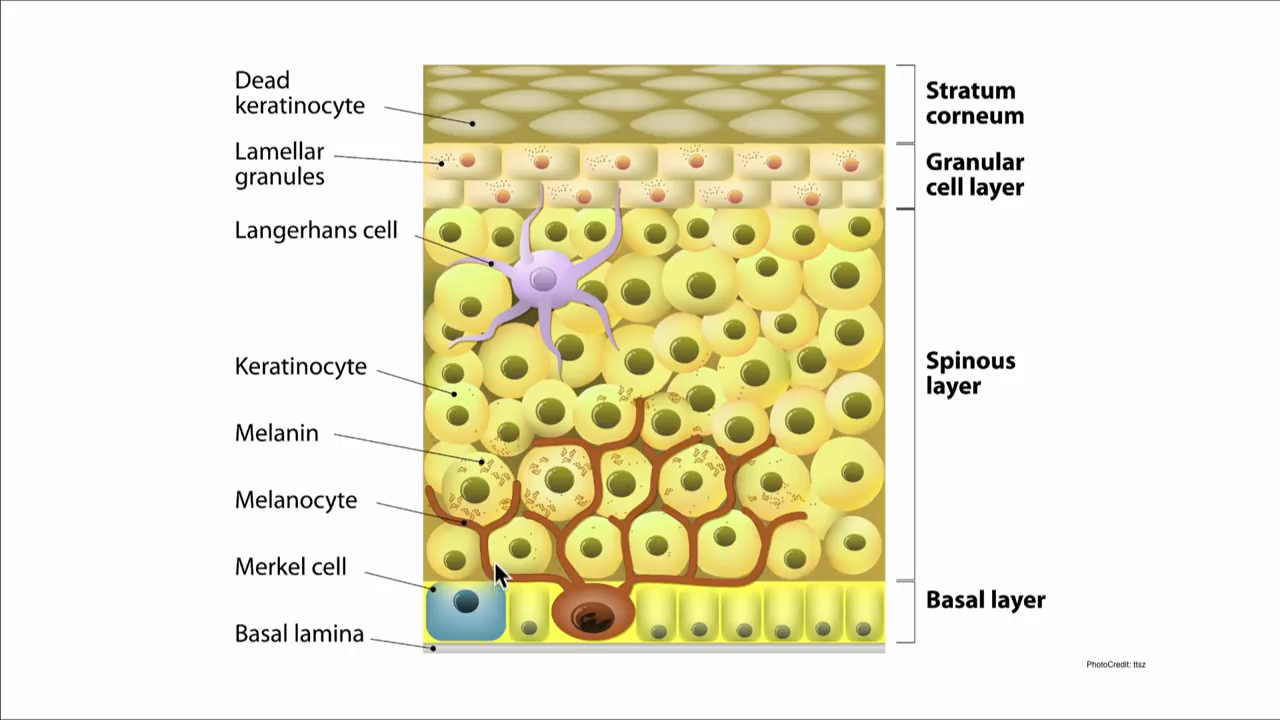 Dead
keratinocyte
Lamellar
granules
Langerhans cell
Keratinocyte
Melanin
Melanocyte
Merkel cell
Basal lamina
Stratum
corneum
Granular
cell layer
Spinous
layer
Basal layer
PhotoCredit: ttsz